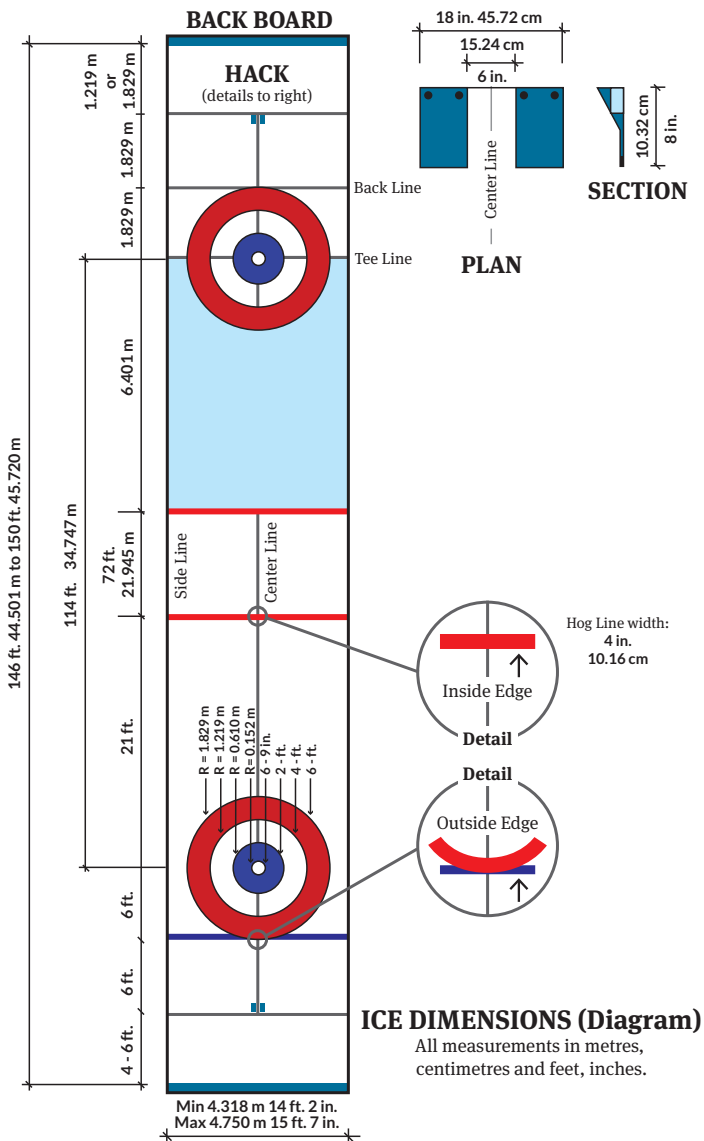 BACK BOARD
HACK
(details to right)
1.219 m
or
1.829 m
1.829 m
1.829 m
6.401 m
72 ft.
21.945 m
21 ft.
6 ft.
6 ft.
4 - 6 ft.
114 ft. 34.747 m
146 ft. 44.501 m to 150 ft. 45.720 m
Back Line
Tee Line
Side Line
Center Line
R = 1.829 m
R = 1.219 m
R = 0.610 m
R= 0.152 m
6 - 9 in.
2 - ft.
4 - ft.
6 - ft.
Min 4.318 m 14 ft. 2 in.
Max 4.750 m 15 ft. 7 in.
18 in. 45.72 cm
15.24 cm
6 in.
Center Line
PLAN
10.32 cm
8 in.
SECTION
Hog Line width:
4 in.
10.16 cm
Inside Edge
Detail
Detail
Outside Edge
ICE DIMENSIONS (Diagram)
All measurements in metres,
centimetres and feet, inches.